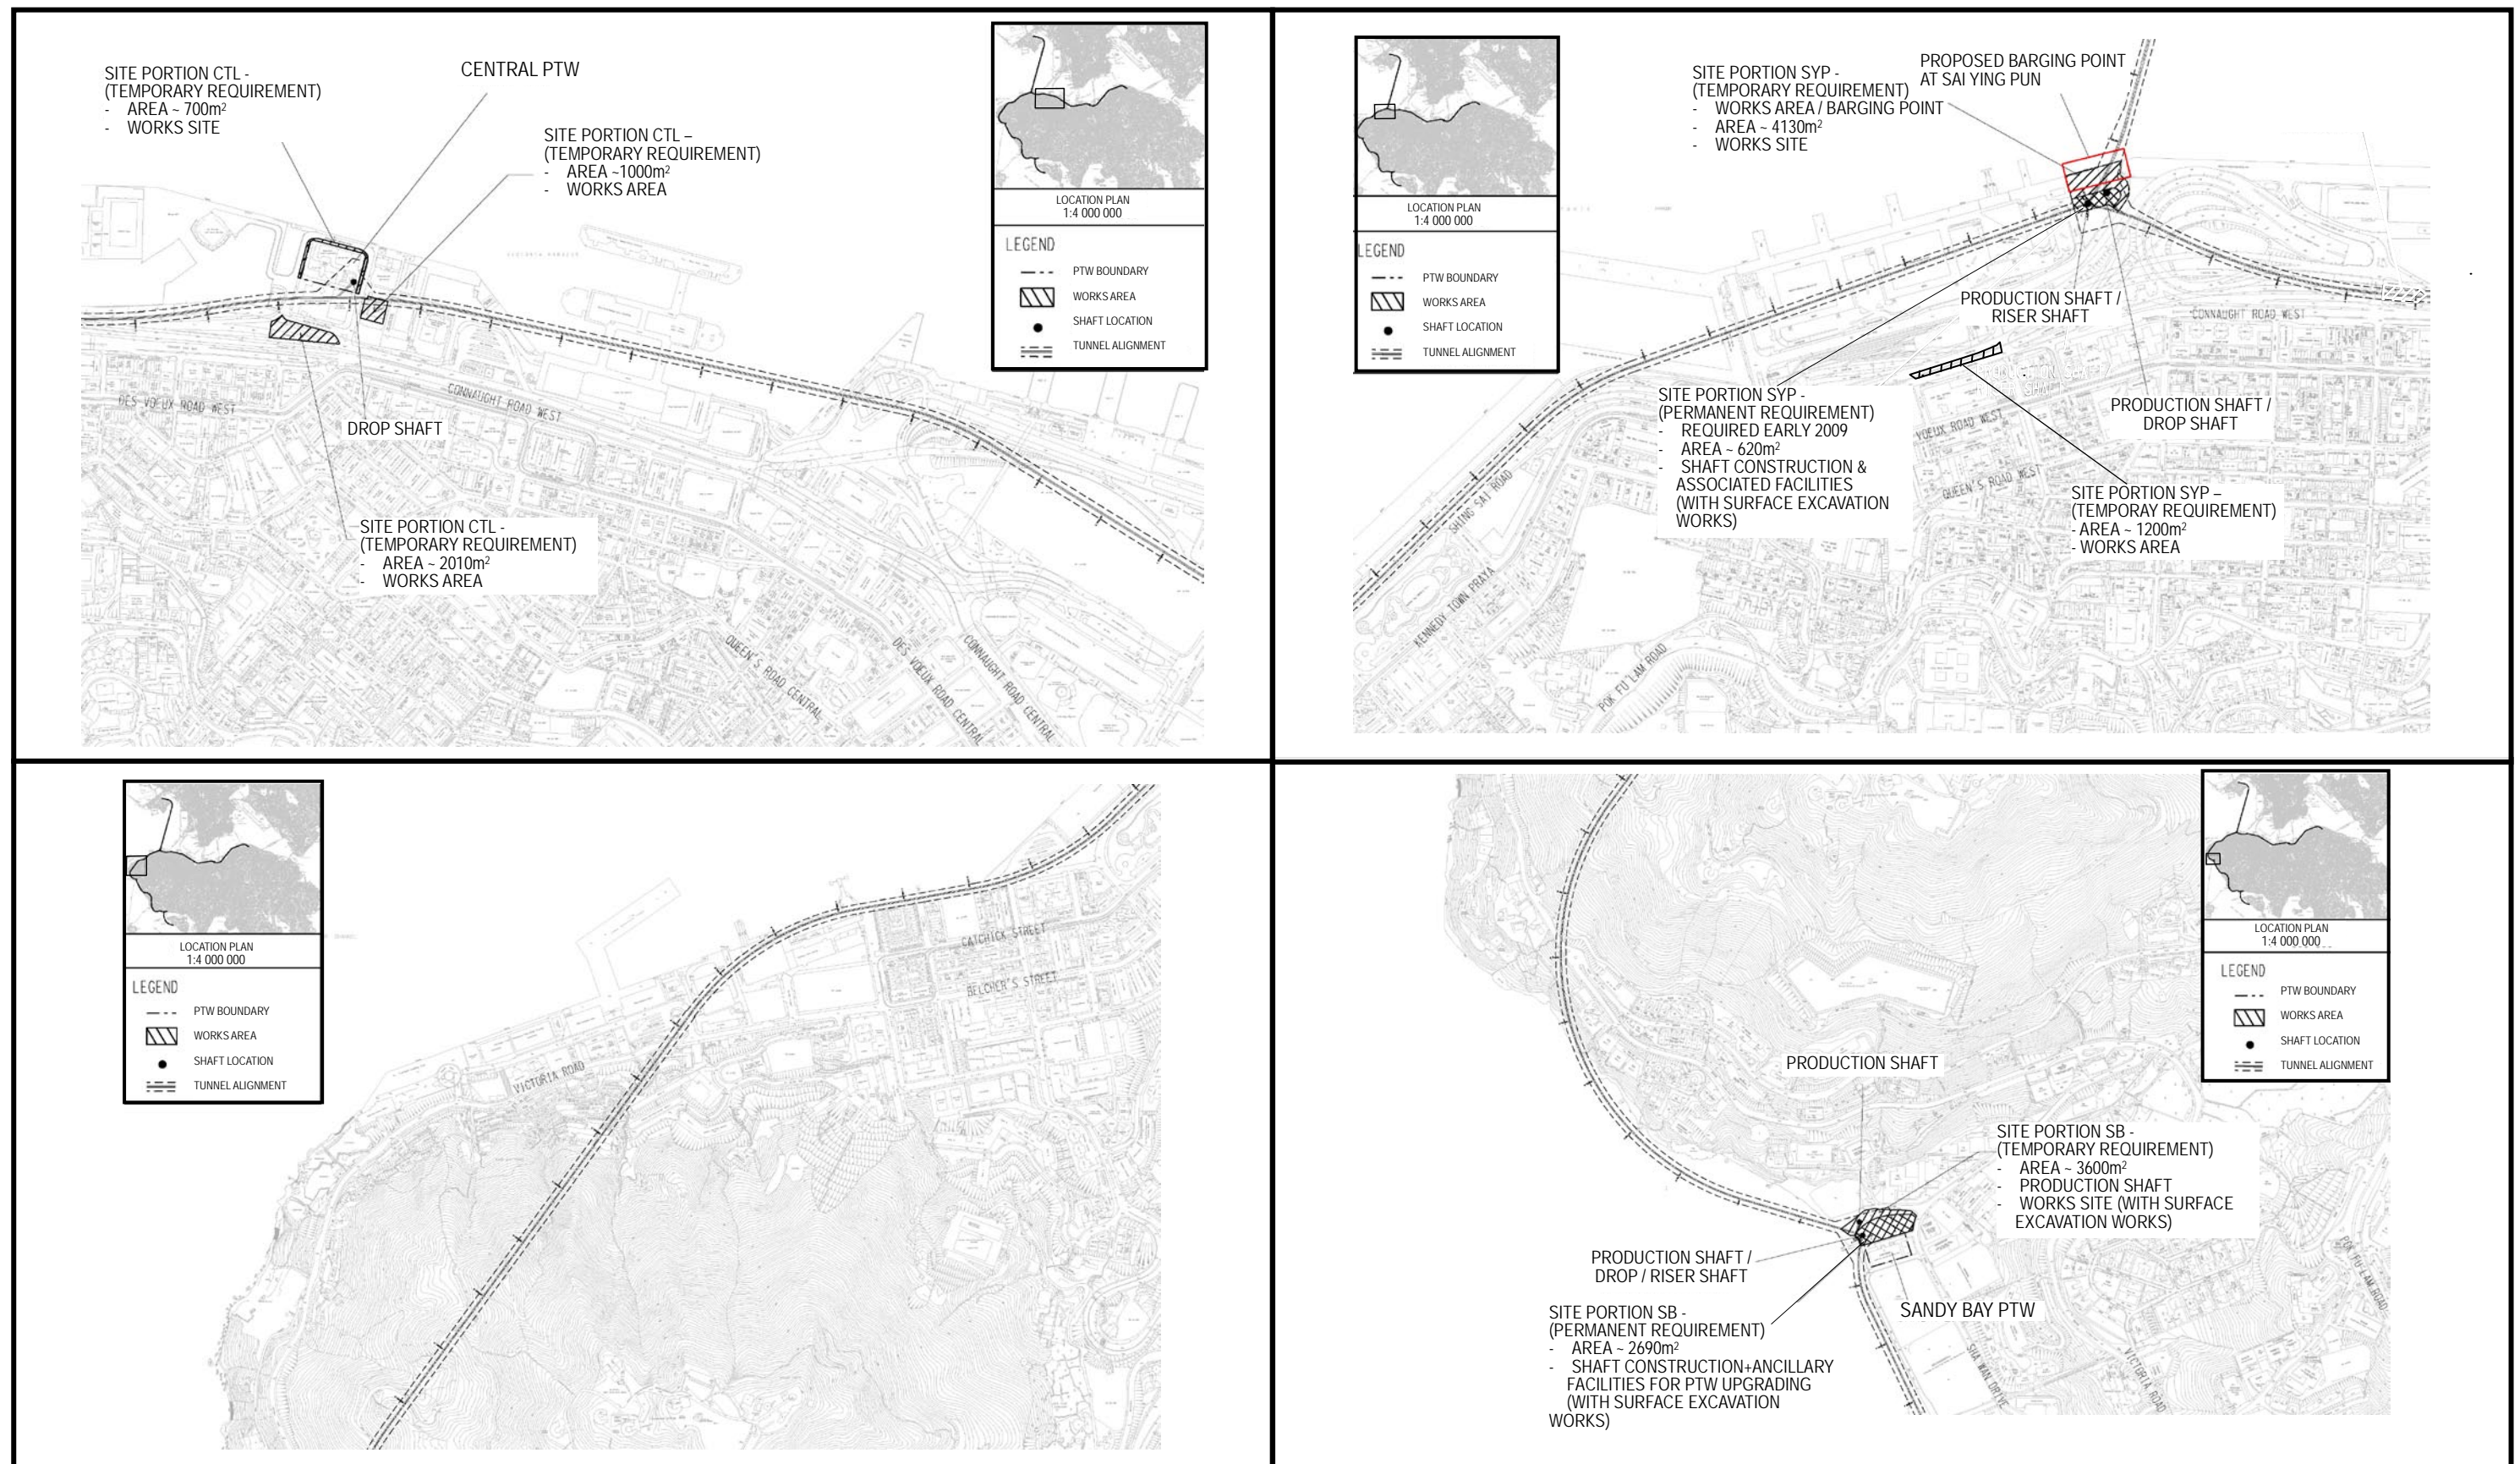 SITE PORTION CTL -
(TEMPORARY REQUIREMENT)
- AREA ~ 700m²
- WORKS SITE
CENTRAL PTW
SITE PORTION CTL –
(TEMPORARY REQUIREMENT)
- AREA ~1000m²
- WORKS AREA
LOCATION PLAN
1:4 000 000
LEGEND
PTW BOUNDARY
WORKS AREA
SHAFT LOCATION
TUNNEL ALIGNMENT
DES VOEUX ROAD WEST
CONNAUGHT ROAD WEST
DROP SHAFT
SITE PORTION CTL -
(TEMPORARY REQUIREMENT)
- AREA ~ 2010m²
- WORKS AREA
QUEEN'S ROAD CENTRAL
DES VOEUX ROAD CENTRAL
CONNAUGHT ROAD CENTRAL
LOCATION PLAN
1:4 000 000
LEGEND
PTW BOUNDARY
WORKS AREA
SHAFT LOCATION
TUNNEL ALIGNMENT
SITE PORTION SYP -
(TEMPORARY REQUIREMENT)
- WORKS AREA / BARGING POINT
- AREA ~ 4130m²
- WORKS SITE
PROPOSED BARGING POINT
AT SAI YING PUN
PRODUCTION SHAFT /
RISER SHAFT
CONNAUGHT ROAD WEST
SITE PORTION SYP -
(PERMANENT REQUIREMENT)
- REQUIRED EARLY 2009
- AREA ~ 620m²
- SHAFT CONSTRUCTION &
ASSOCIATED FACILITIES
(WITH SURFACE EXCAVATION
WORKS)
PRODUCTION SHAFT /
DROP SHAFT
VOEUX ROAD WEST
QUEEN'S ROAD WEST
SITE PORTION SYP –
(TEMPORAY REQUIREMENT)
- AREA ~ 1200m²
- WORKS AREA
SHING SAI ROAD
KENNEDY TOWN PRAYA
POK FU LAM ROAD
LOCATION PLAN
1:4 000 000
LEGEND
PTW BOUNDARY
WORKS AREA
SHAFT LOCATION
TUNNEL ALIGNMENT
CATCHICK STREET
BELCHER'S STREET
VICTORIA ROAD
LOCATION PLAN
1:4 000 000
LEGEND
PTW BOUNDARY
WORKS AREA
SHAFT LOCATION
TUNNEL ALIGNMENT
PRODUCTION SHAFT
SITE PORTION SB -
(TEMPORARY REQUIREMENT)
- AREA ~ 3600m²
- PRODUCTION SHAFT
- WORKS SITE (WITH SURFACE
EXCAVATION WORKS)
PRODUCTION SHAFT /
DROP / RISER SHAFT
SITE PORTION SB -
(PERMANENT REQUIREMENT)
- AREA ~ 2690m²
- SHAFT CONSTRUCTION+ANCILLARY
FACILITIES FOR PTW UPGRADING
(WITH SURFACE EXCAVATION
WORKS)
SANDY BAY PTW
SHA WAN DRIVE
VICTORIA ROAD
POK FU LAM ROAD